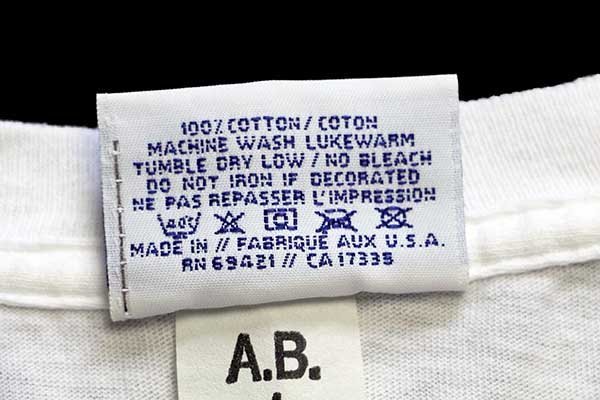 100% COTTON / COTON
MACHINE WASH LUKEWARM
TUMBLE DRY LOW / NO BLEACH
DO NOT IRON IF DECORATED
NE PAS REPASSER L'IMPRESSION
40°
MADE IN // FABRIQUE AUX U.S.A.
RN 69421 // CA 17335
A.B.